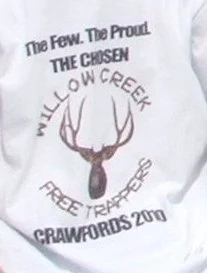 The Few. The Proud.
THE CHOSEN
WILLOW CREEK
FREE TRAPPERS
CRAWFORDS 2010